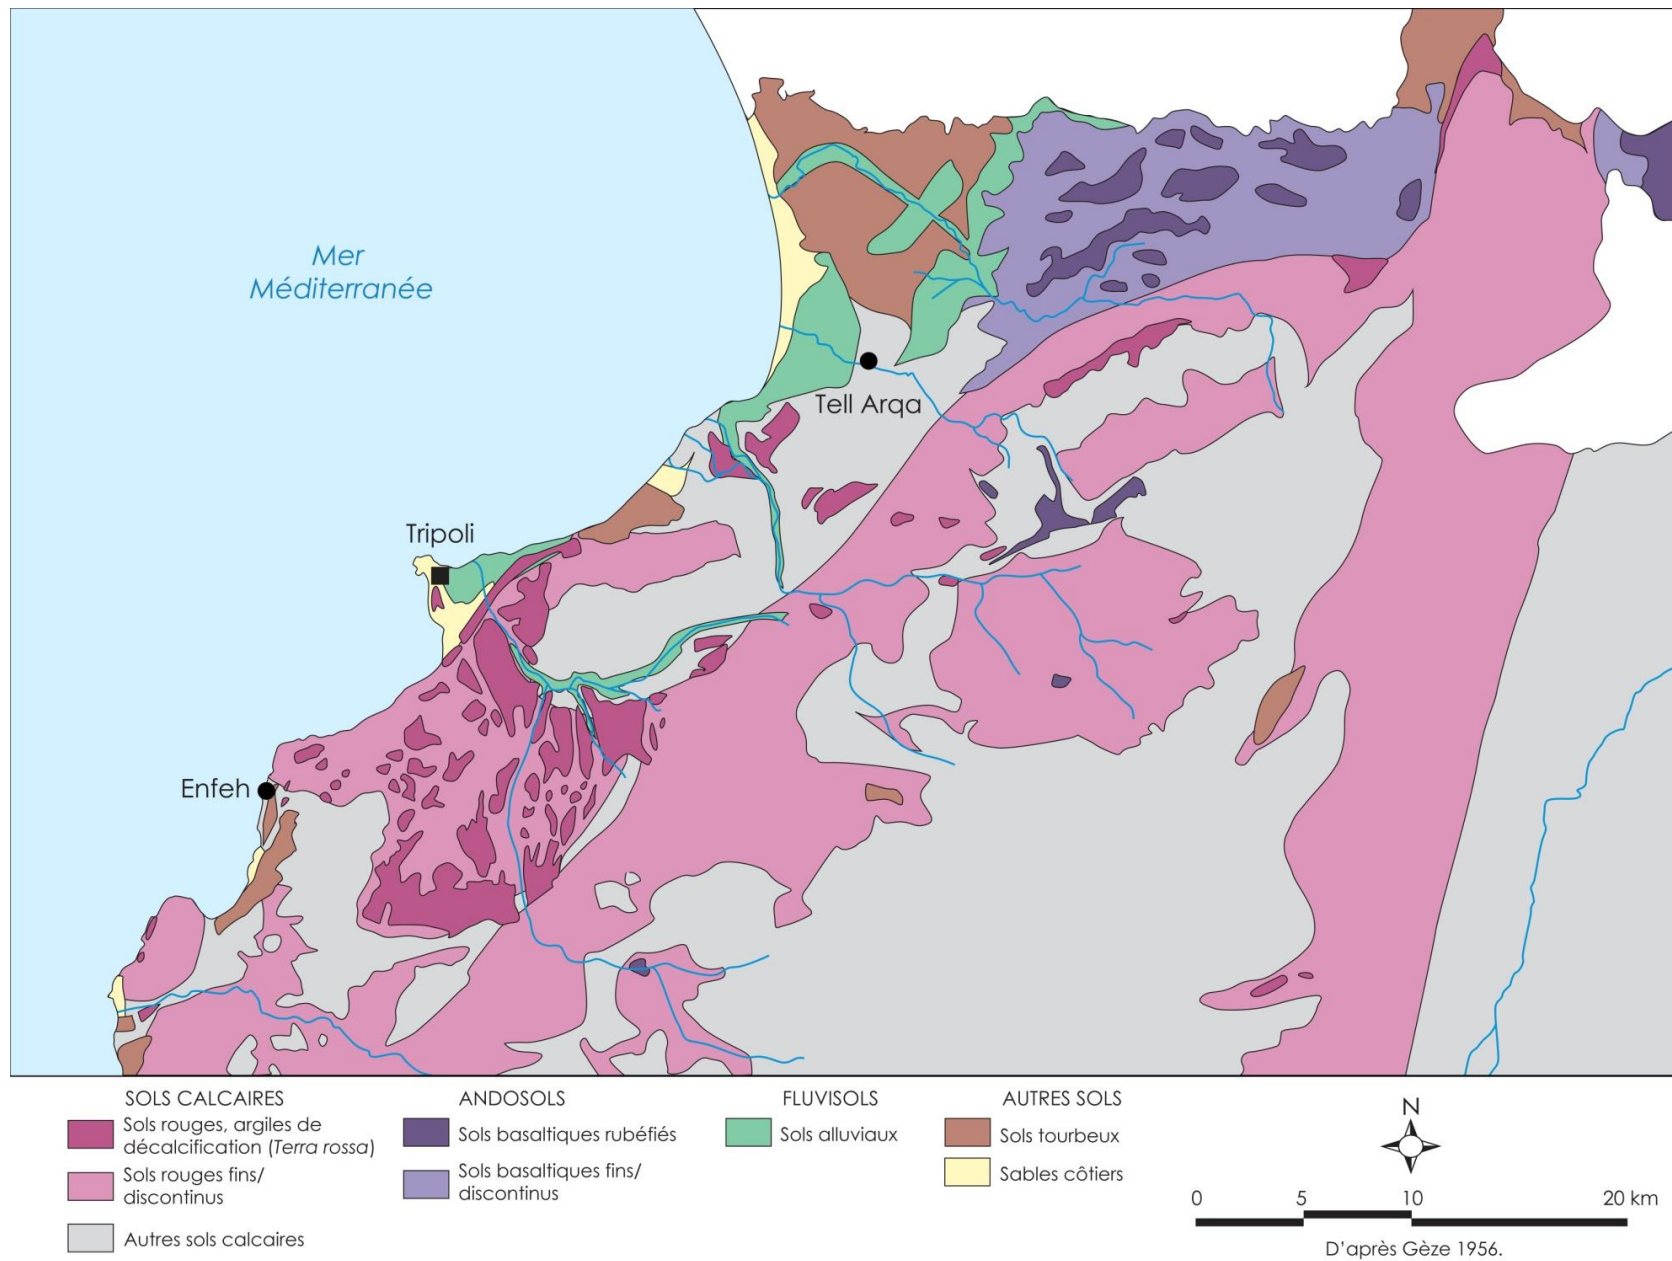 Mer
Méditerranée
Tell Arqa
Tripoli
Enfeh
SOLS CALCAIRES
Sols rouges, argiles de
décalcification (Terra rossa)
Sols rouges fins/
discontinus
Autres sols calcaires
ANDOSOLS
Sols basaltiques rubéfiés
Sols basaltiques fins/
discontinus
FLUVISOLS
Sols alluviaux
AUTRES SOLS
Sols tourbeux
Sables côtiers
N
0 5 10 20 km
D'après Gèze 1956.